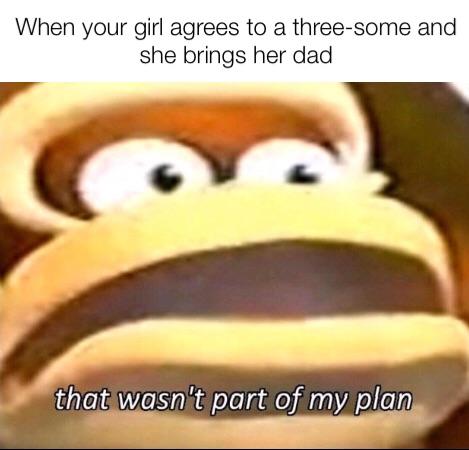 When your girl agrees to a three-some and
she brings her dad
that wasn't part of my plan